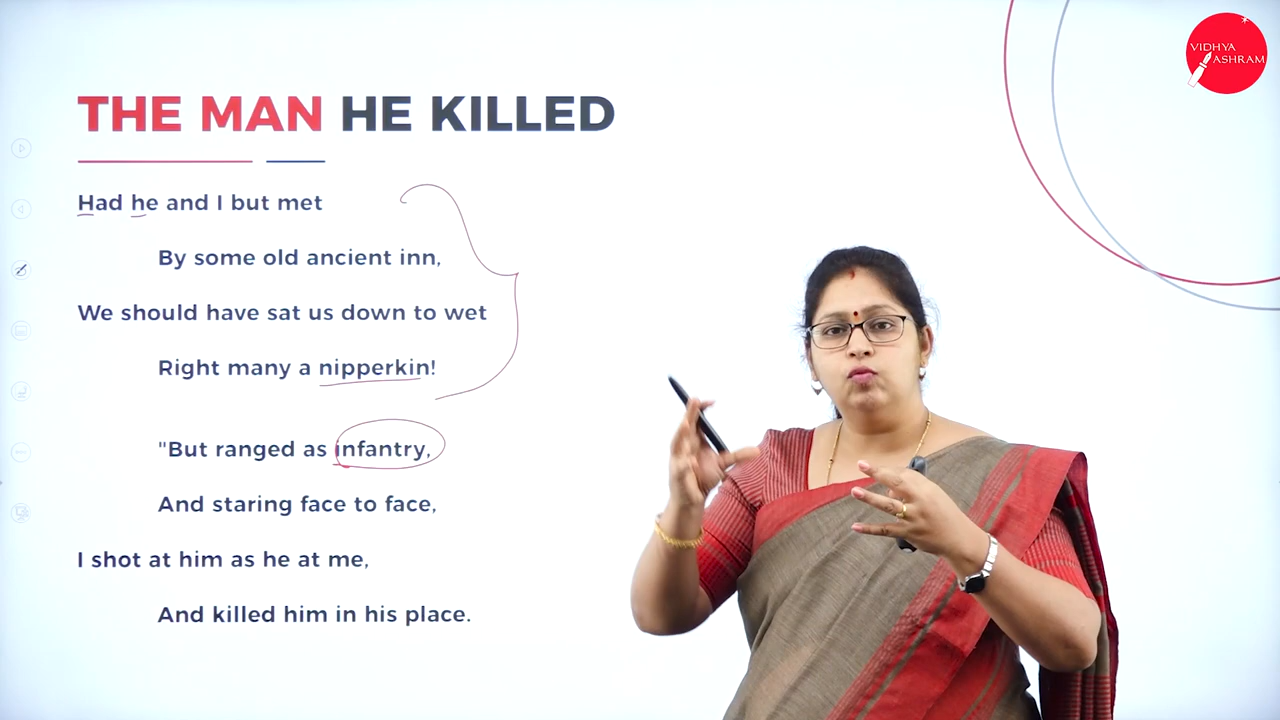 VIDHYA
ASHRAM
THE MAN HE KILLED
Had he and I but met
By some old ancient inn,
We should have sat us down to wet
Right many a nipperkin!
"But ranged as infantry,
And staring face to face,
I shot at him as he at me,
And killed him in his place.